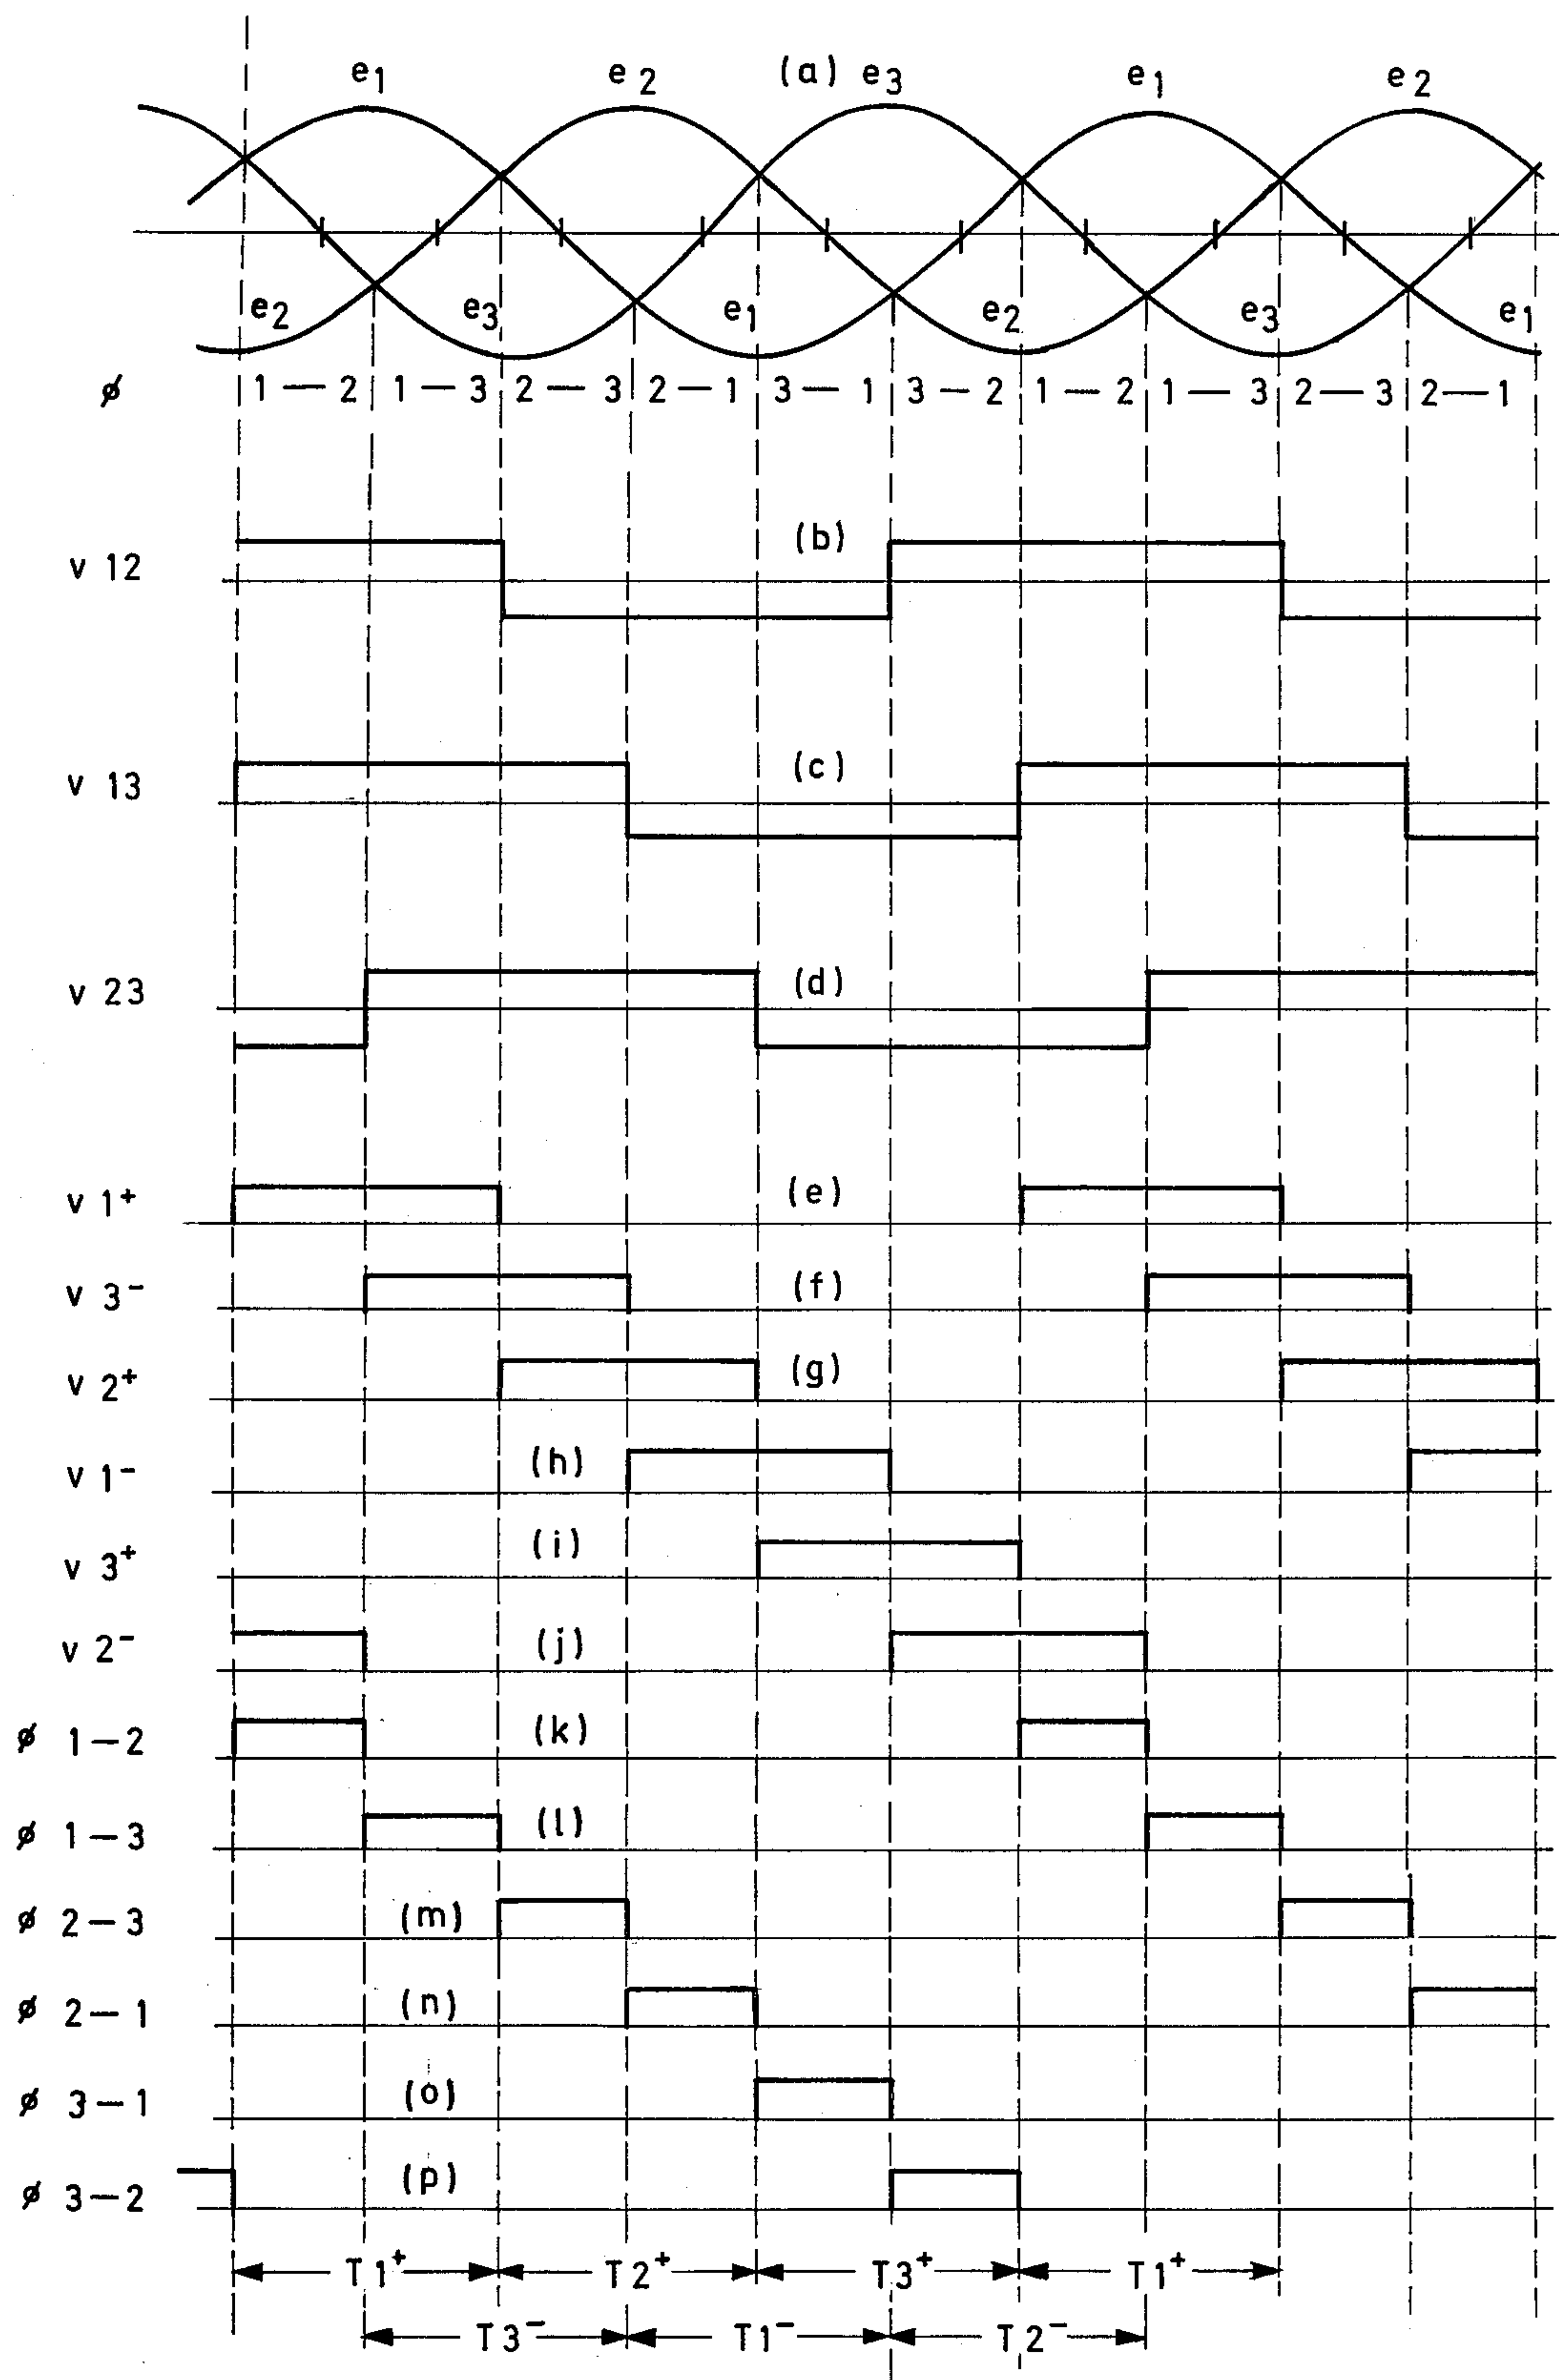 e1 e2 (a) e3 e1 e2
e2 e3 e1 e2 e3 e1
ø 1—2 1—3 2—3 2—1 3—1 3—2 1—2 1—3 2—3 2—1
v 12 (b)
v 13 (c)
v 23 (d)
v 1+ (e)
v 3- (f)
v 2+ (g)
v 1- (h)
v 3+ (i)
v 2- (j)
ø 1—2 (k)
ø 1—3 (l)
ø 2—3 (m)
ø 2—1 (n)
ø 3—1 (o)
ø 3—2 (p)
T1+ T2+ T3+ T1+
T3- T1- T2-